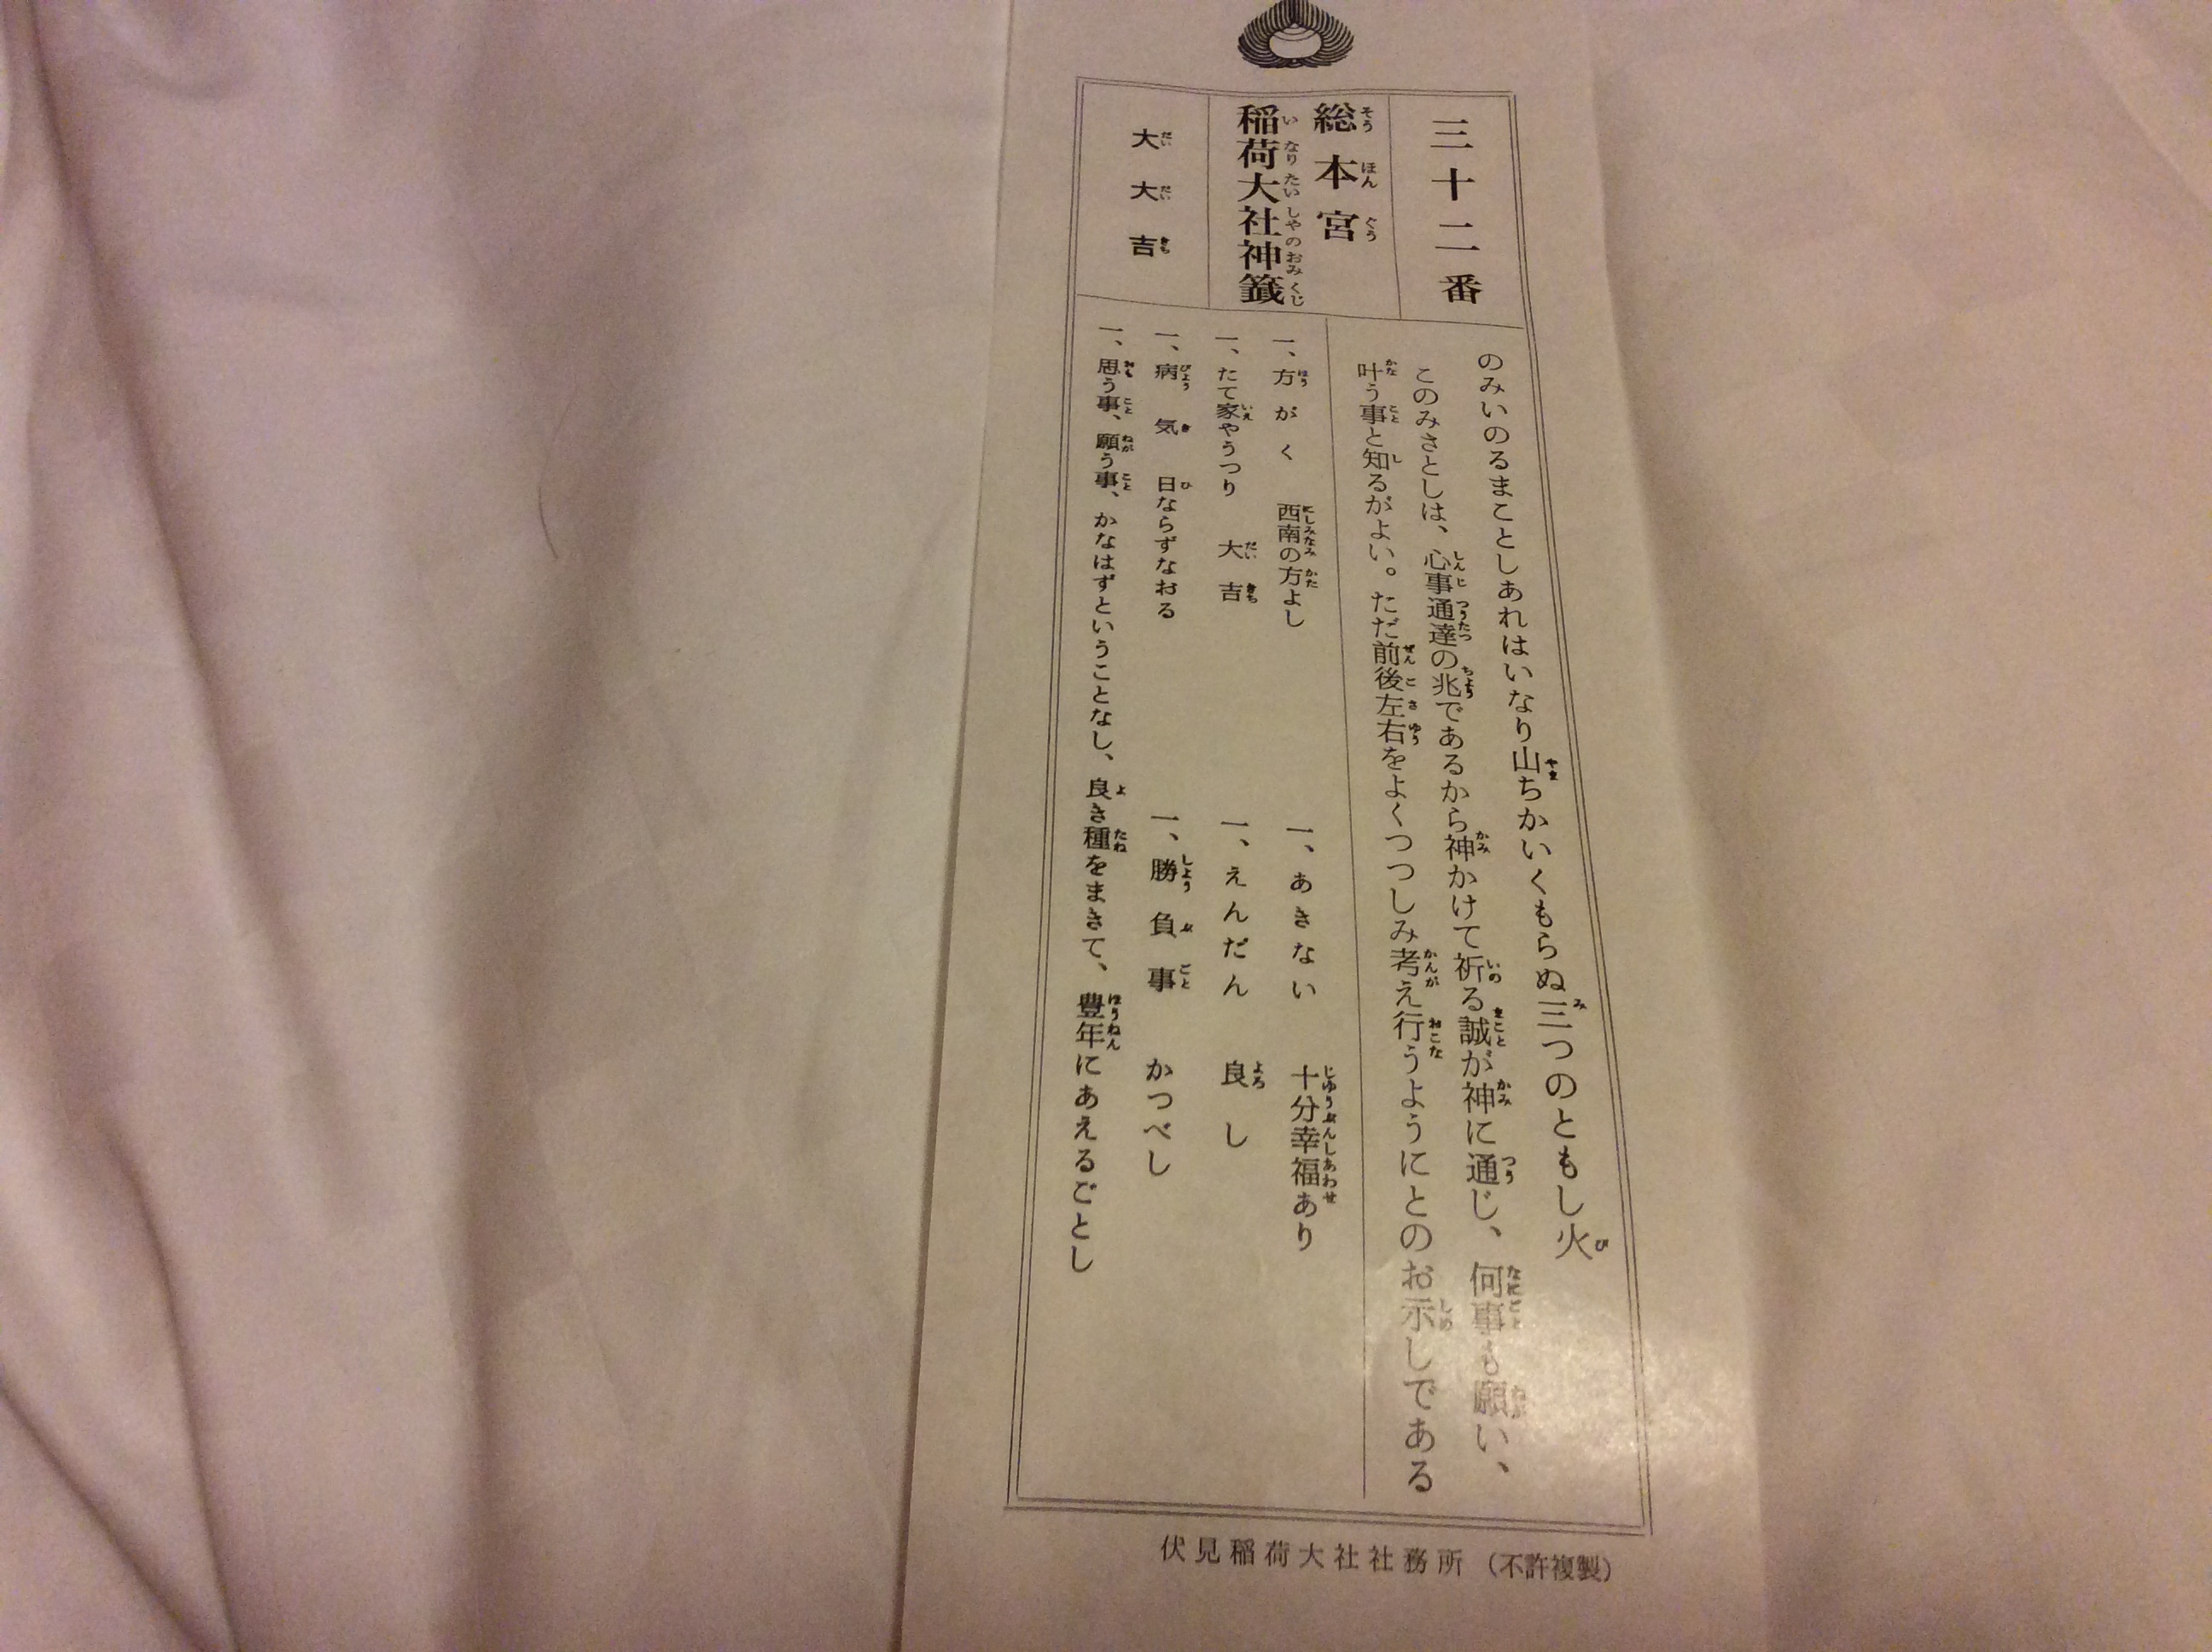 三十二番
総本宮
稲荷大社神籤
大大吉
のみいのるまことしあれはいなり山ちかいくもらぬ三つのともし火
このみさとしは、心事通達の兆であるから神かけて祈る誠が神に通じ、何事も願い、
叶う事と知るがよい。ただ前後左右をよくつつしみ考え行うようにとのお示しである
一、方がく 西南の方よし
一、あきない 十分幸福あり
一、たて家やうつり 大吉
一、えんだん 良し
一、病気 日ならずなおる
一、勝負事 かつべし
一、思う事、願う事、かなはずということなし、良き種をまきて、豊年にあえるごとし
伏見稲荷大社社務所（不許複製）